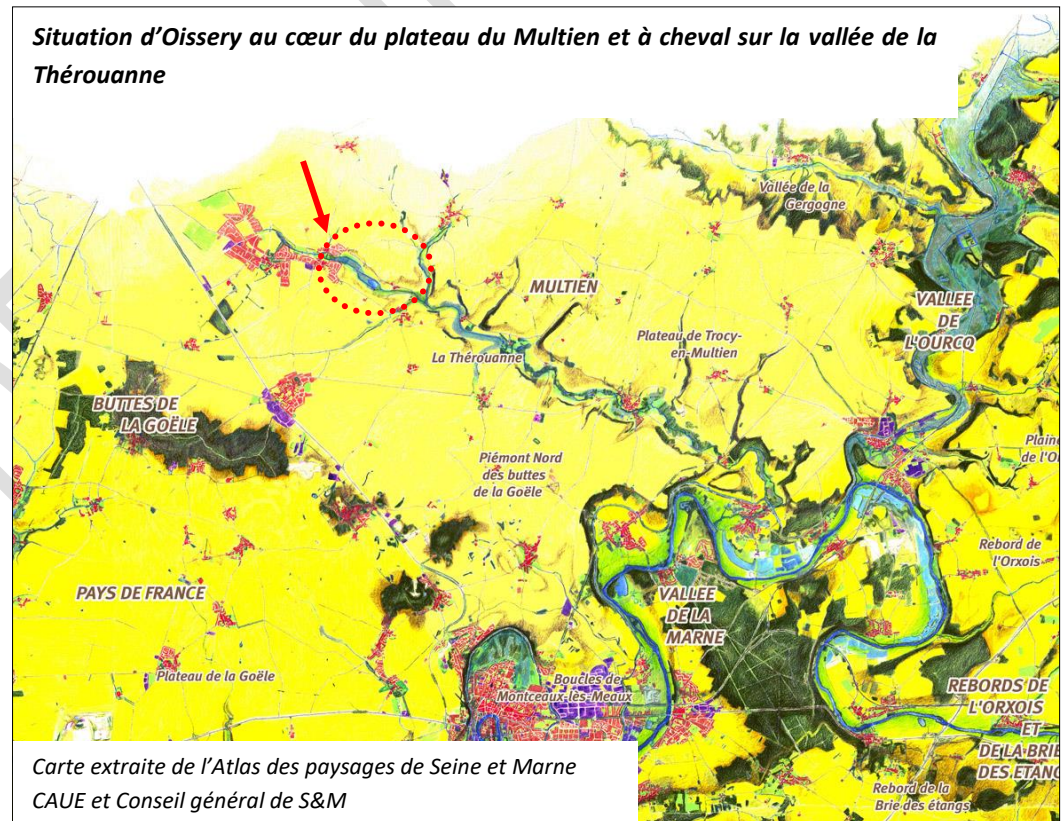 Situation d'Oissery au cœur du plateau du Multien et à cheval sur la vallée de la
Thérouanne
Vallée de la
Gergogne
MULTIEN
VALLEE
DE
L'OURCQ
Plateau de Trocy-
en-Multien
La Thérouanne
BUTTES DE
LA GOËLE
Piémont Nord
des buttes
de la Goële
Plaine
de l'O
Rebord de
l'Orxois
PAYS DE FRANCE
VALLEE
DE LA
MARNE
Plateau de la Goële
Boucles de
Montceaux-lès-Meaux
REBORDS DE
L'ORXOIS
ET
DE LA BRIE
DES ETANG
Rebord de la
Brie des étangs
Carte extraite de l'Atlas des paysages de Seine et Marne
CAUE et Conseil général de S&M